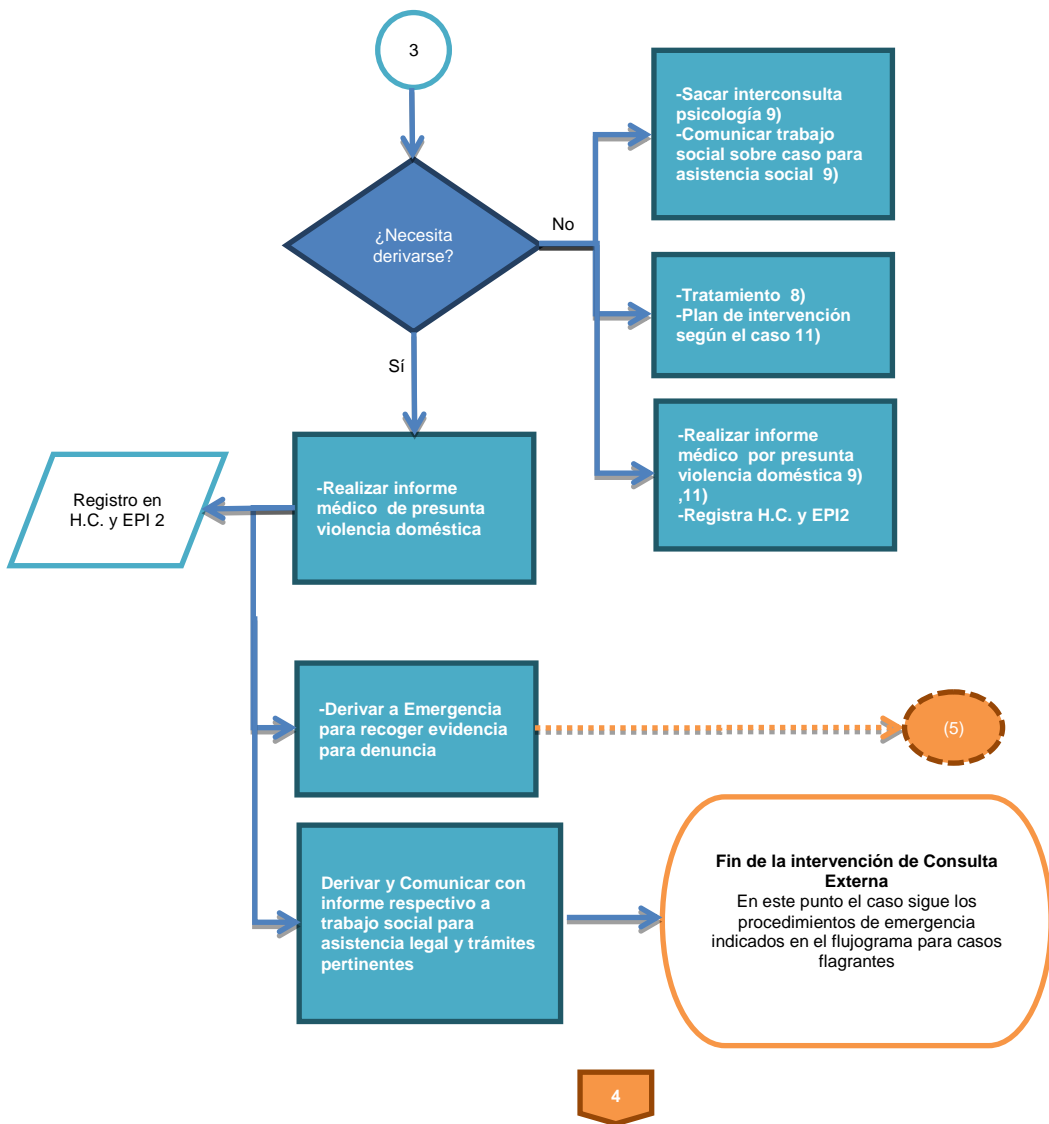 3
¿Necesita
derivarse?
No
Sí
-Sacar interconsulta
psicología 9)
-Comunicar trabajo
social sobre caso para
asistencia social  9)
-Tratamiento  8)
-Plan de intervención
según el caso 11)
-Realizar informe
médico  por presunta
violencia doméstica 9)
,11)
-Registra H.C. y EPI2
-Realizar informe
médico  de presunta
violencia doméstica
Registro en
H.C. y EPI 2
-Derivar a Emergencia
para recoger evidencia
para denuncia
(5)
Derivar y Comunicar con
informe respectivo a
trabajo social para
asistencia legal y trámites
pertinentes
Fin de la intervención de Consulta
Externa
En este punto el caso sigue los
procedimientos de emergencia
indicados en el flujograma para casos
flagrantes
4